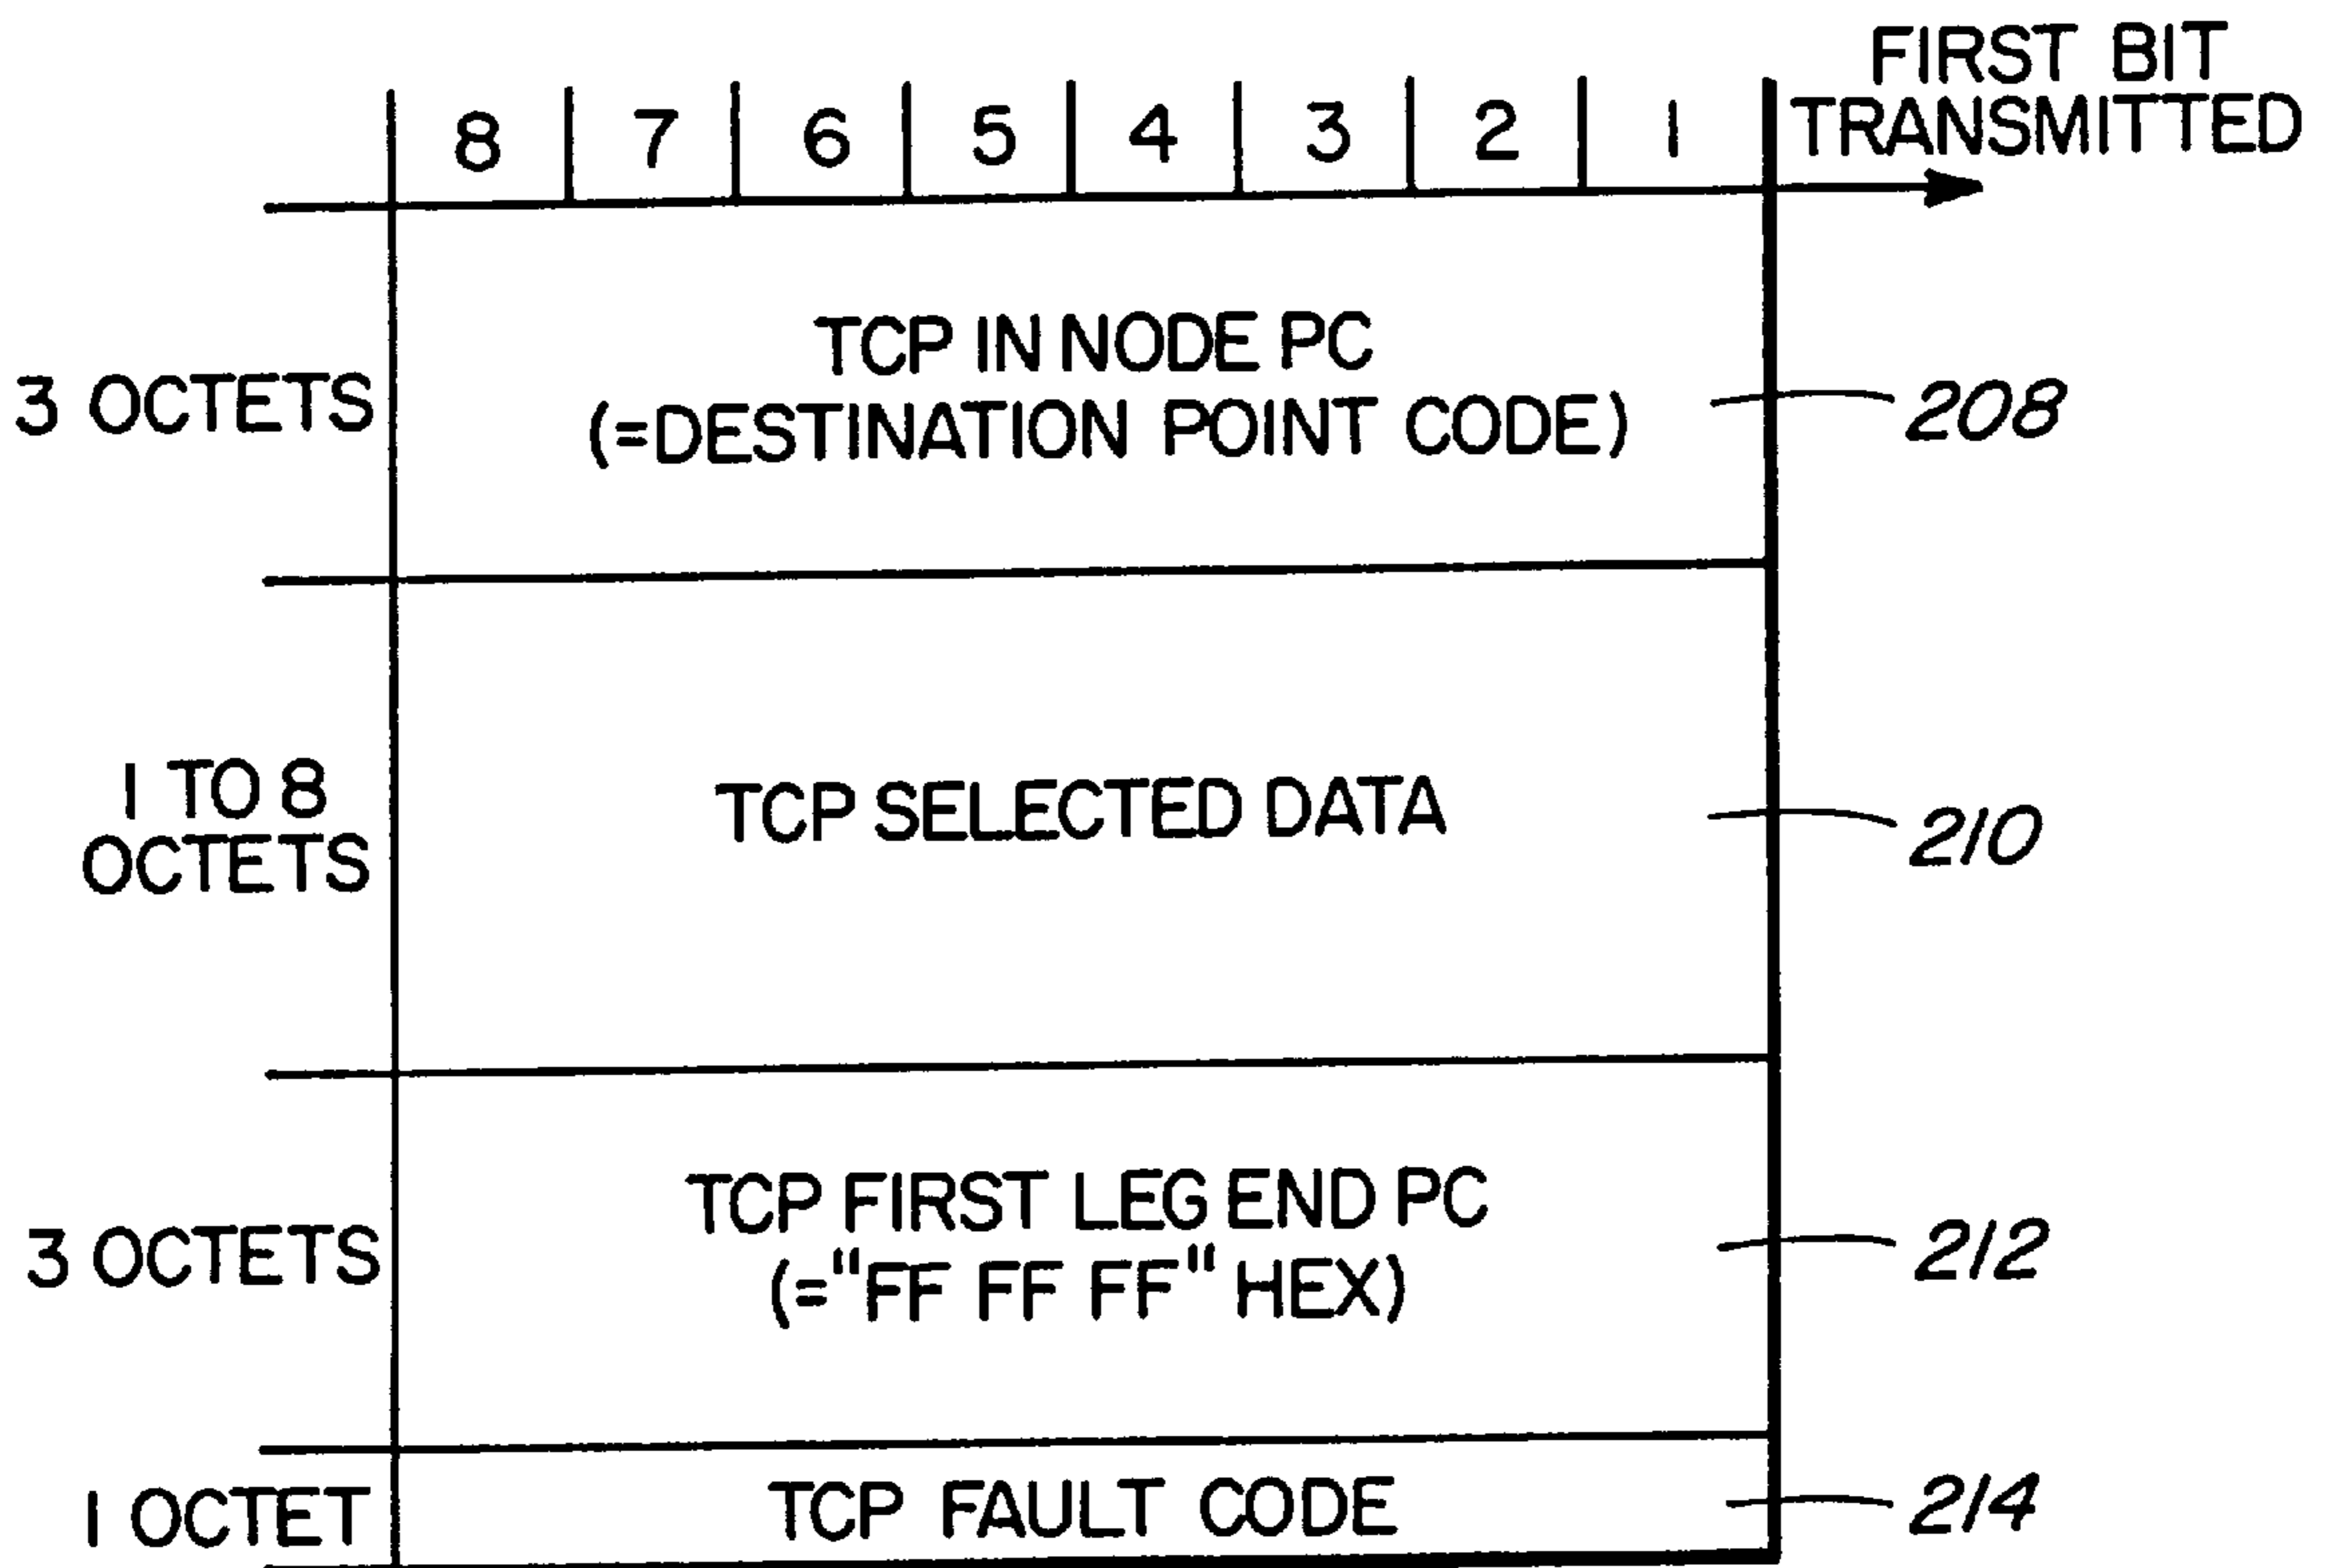 FIRST BIT
TRANSMITTED
8 7 6 5 4 3 2 1
TCP IN NODE PC
(=DESTINATION POINT CODE)
3 OCTETS
208
TCP SELECTED DATA
1 TO 8
OCTETS
210
TCP FIRST LEG END PC
(="FF FF FF" HEX)
3 OCTETS
212
TCP FAULT CODE
1 OCTET
214